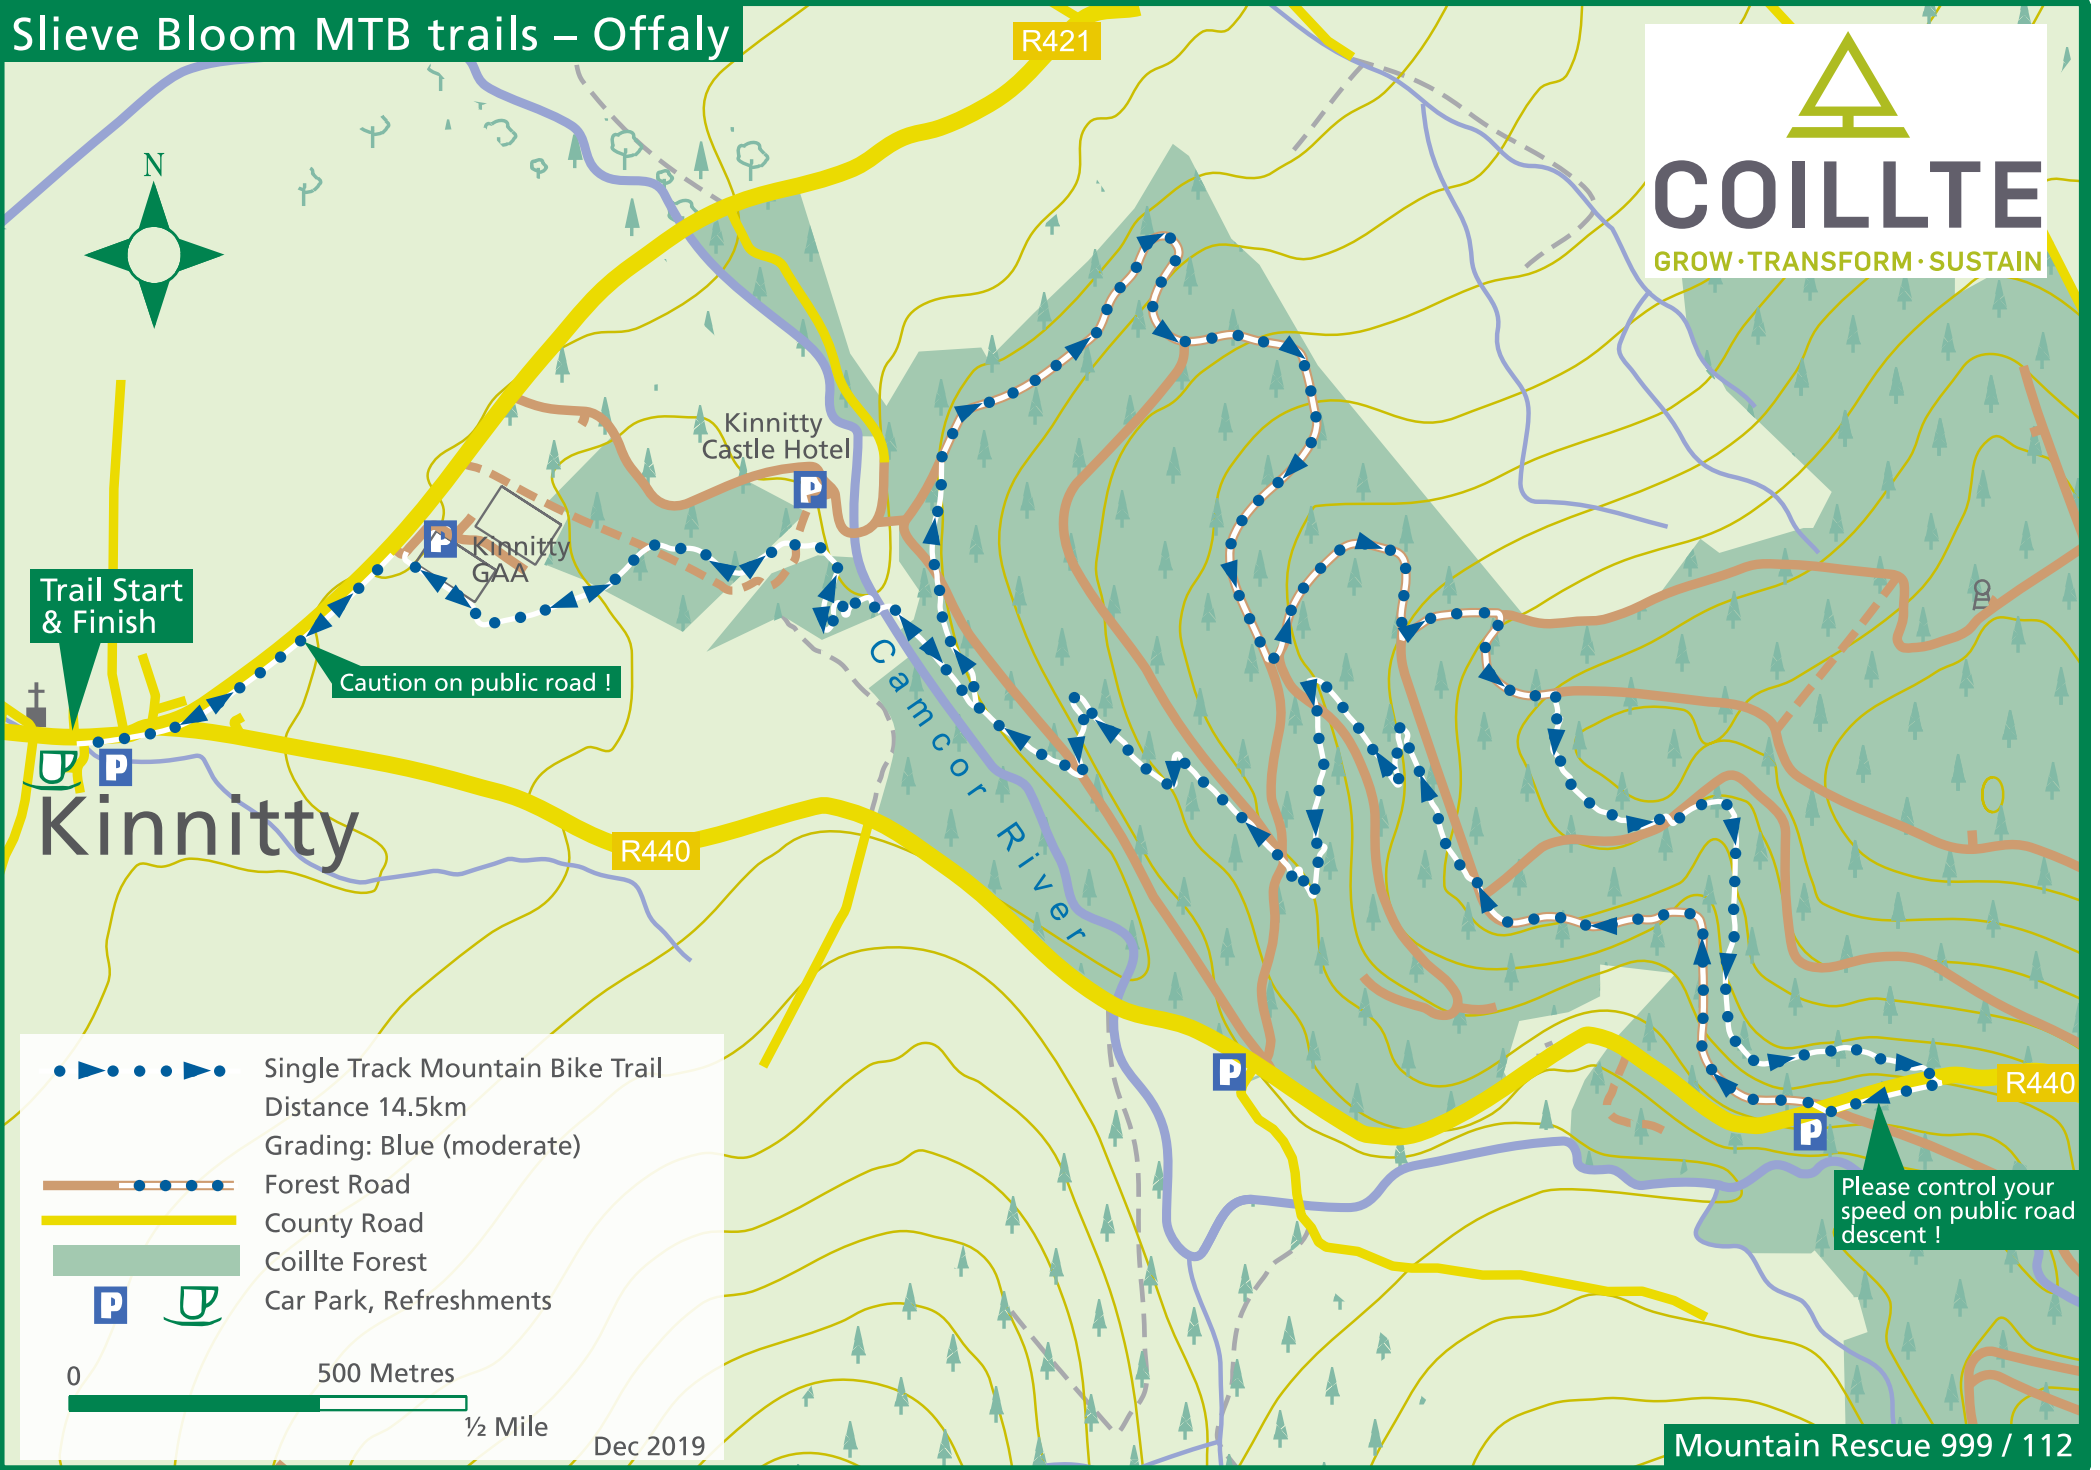 Slieve Bloom MTB trails – Offaly
R421
COILLTE
GROW · TRANSFORM · SUSTAIN
N
Kinnitty
Castle Hotel
P
P
Kinnitty
GAA
Trail Start
& Finish
Caution on public road !
Camcor River
P
Kinnitty
R440
P
R440
P
Please control your
speed on public road
descent !
Single Track Mountain Bike Trail
Distance 14.5km
Grading: Blue (moderate)
Forest Road
County Road
Coillte Forest
P
Car Park, Refreshments
0
500 Metres
½ Mile
Dec 2019
Mountain Rescue 999 / 112